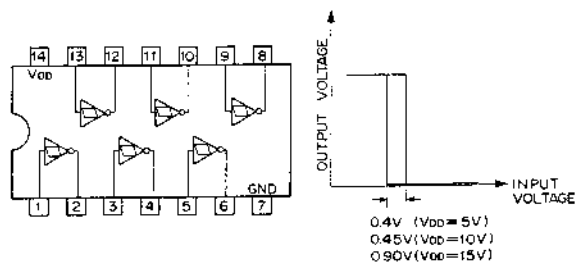 14 13 12 11 10 9 8
VDD
GND
1 2 3 4 5 6 7
OUTPUT VOLTAGE
INPUT
VOLTAGE
0.4V (VDD=5V)
0.45V (VDD=10V)
0.90V (VDD=15V)